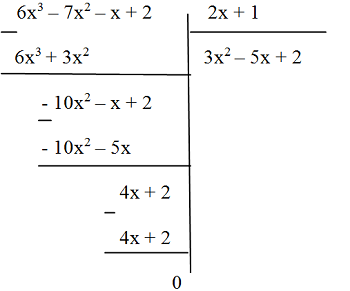 6x³ – 7x² – x + 2 2x + 1
–
6x³ + 3x² 3x² – 5x + 2
- 10x² – x + 2
–
- 10x² – 5x
4x + 2
–
4x + 2
0